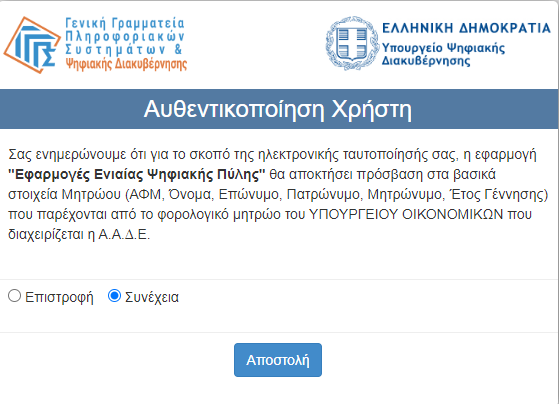 Γενική Γραμματεία
Πληροφοριακών
Συστημάτων &
Ψηφιακής Διακυβέρνησης
ΕΛΛΗΝΙΚΗ ΔΗΜΟΚΡΑΤΙΑ
Υπουργείο Ψηφιακής
Διακυβέρνησης
Αυθεντικοποίηση Χρήστη
Σας ενημερώνουμε ότι για το σκοπό της ηλεκτρονικής ταυτοποίησής σας, η εφαρμογή
"Εφαρμογές Ενιαίας Ψηφιακής Πύλης" θα αποκτήσει πρόσβαση στα βασικά
στοιχεία Μητρώου (ΑΦΜ, Όνομα, Επώνυμο, Πατρώνυμο, Μητρώνυμο, Έτος Γέννησης)
που παρέχονται από το φορολογικό μητρώο του ΥΠΟΥΡΓΕΙΟΥ ΟΙΚΟΝΟΜΙΚΩΝ που
διαχειρίζεται η Α.Α.Δ.Ε.
Επιστροφή Συνέχεια
Αποστολή